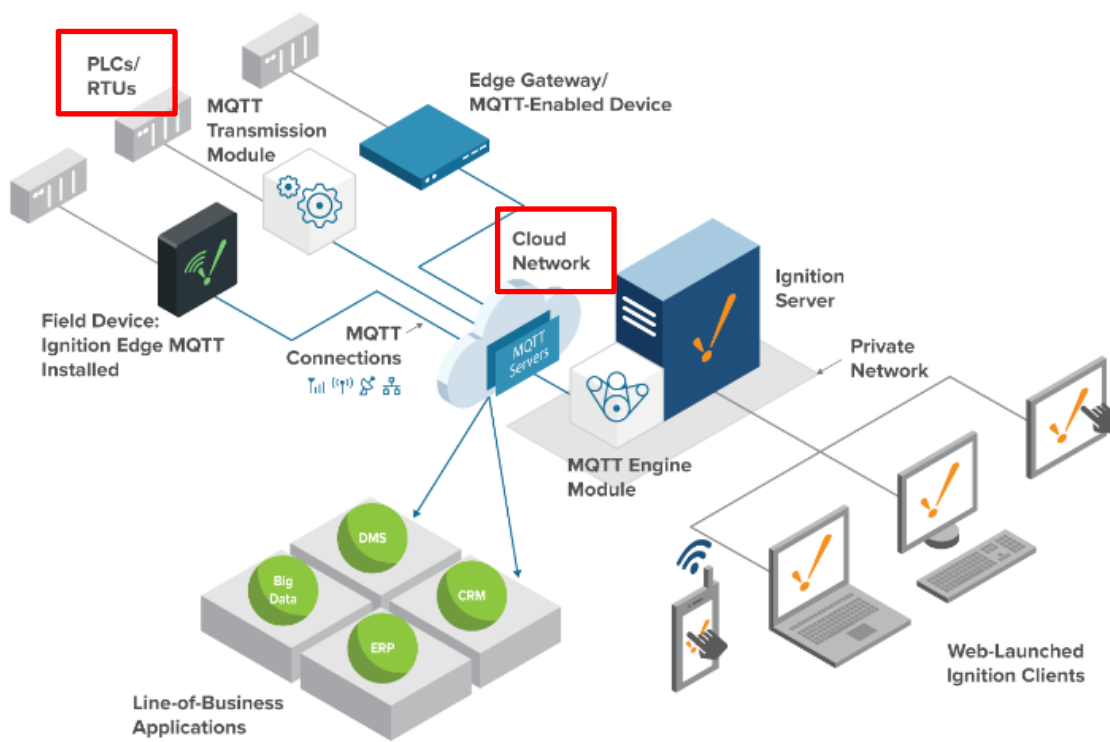 PLCs/
RTUs
MQTT
Transmission
Module
Edge Gateway/
MQTT-Enabled Device
Cloud
Network
Ignition
Server
Field Device:
Ignition Edge MQTT
Installed
MQTT
Connections
MQTT
Servers
Private
Network
MQTT Engine
Module
DMS
Big
Data
CRM
ERP
Line-of-Business
Applications
Web-Launched
Ignition Clients